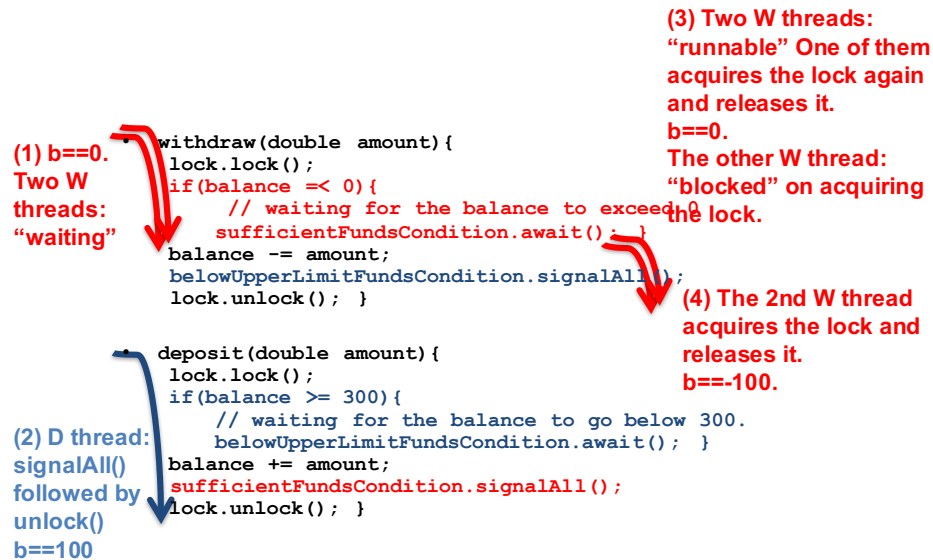 (3) Two W threads:
“runnable” One of them
acquires the lock again
and releases it.
b==0.
The other W thread:
“blocked” on acquiring
the lock.
(1) b==0.
Two W
threads:
“waiting”
• withdraw(double amount){
lock.lock();
if(balance =< 0){
// waiting for the balance to exceed 0
sufficientFundsCondition.await(); }
balance -= amount;
belowUpperLimitFundsCondition.signalAll();
lock.unlock(); }
(4) The 2nd W thread
acquires the lock and
releases it.
b==-100.
• deposit(double amount){
lock.lock();
if(balance >= 300){
// waiting for the balance to go below 300.
belowUpperLimitFundsCondition.await(); }
balance += amount;
sufficientFundsCondition.signalAll();
lock.unlock(); }
(2) D thread:
signalAll()
followed by
unlock()
b==100